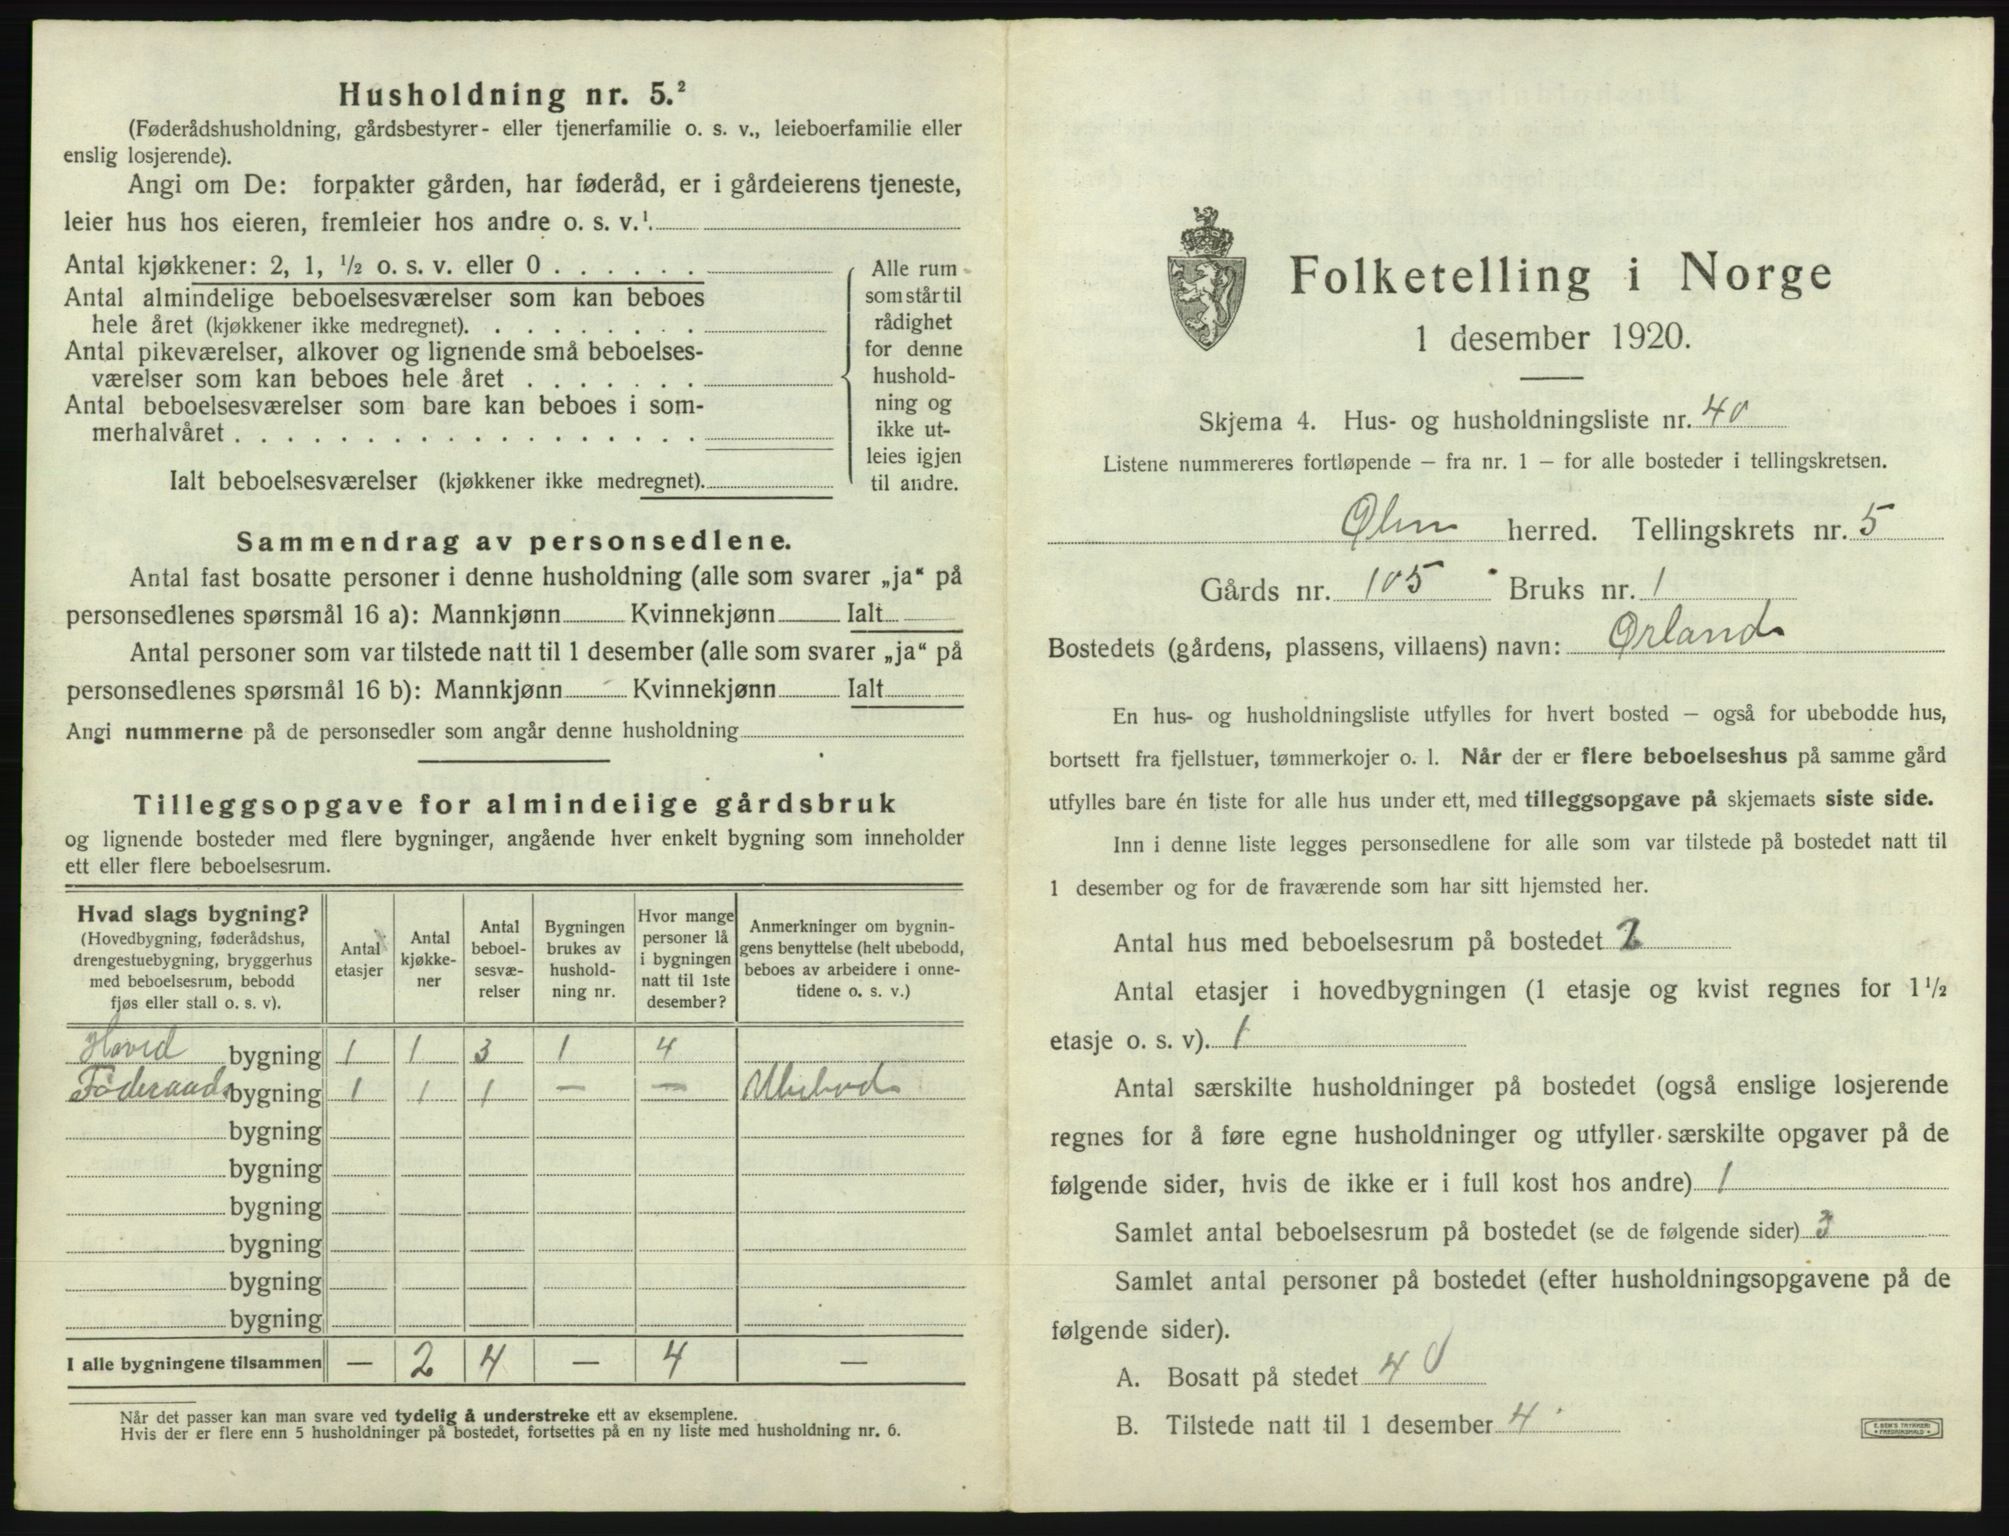 Husholdning nr. 5.²
(Føderådshusholdning, gårdsbestyrer- eller tjenerfamilie o. s. v., leieboerfamilie eller
enslig losjerende).
Angi om De: forpakter gården, har føderåd, er i gårdeierens tjeneste,
leier hus hos eieren, fremleier hos andre o. s. v.¹
Antal kjøkkener: 2, 1, ½ o. s. v. eller 0 . . . . . .
Antal almindelige beboelsesværelser som kan beboes
hele året (kjøkkener ikke medregnet). . . . . . . . .
Antal pikeværelser, alkover og lignende små beboelses-
værelser som kan beboes hele året . . . . . . .
Antal beboelsesværelser som bare kan beboes i som-
merhalvåret . . . . . . . . . . . . . . . . . .
Ialt beboelsesværelser (kjøkkener ikke medregnet).
Alle rum
som står til
rådighet
for denne
hushold-
ning og
ikke ut-
leies igjen
til andre.
Sammendrag av personsedlene.
Antal fast bosatte personer i denne husholdning (alle som svarer „ja“ på
personsedlenes spørsmål 16 a): Mannkjønn Kvinnekjønn Ialt
Antal personer som var tilstede natt til 1 desember (alle som svarer „ja“ på
personsedlenes spørsmål 16 b): Mannkjønn Kvinnekjønn Ialt
Angi nummerne på de personsedler som angår denne husholdning
Tilleggsopgave for almindelige gårdsbruk
og lignende bosteder med flere bygninger, angående hver enkelt bygning som inneholder
ett eller flere beboelsesrum.
Hvad slags bygning?
(Hovedbygning, føderådshus,
drengestuebygning, bryggerhus
med beboelsesrum, bebodd
fjøs eller stall o. s. v).
Antal
etasjer
Antal
kjøkke-
ner
Antal
beboel-
sesvæ-
relser
Bygningen
brukes av
hushold-
ning nr.
Hvor mange
personer lå
i bygningen
natt til 1ste
desember?
Anmerkninger om bygnin-
gens benyttelse (helt ubebodd,
beboes av arbeidere i onne-
tidene o. s. v.)
Hoved bygning 1 1 3 1 4
Føderaads bygning 1 1 1 — — Ubebod
bygning
bygning
bygning
bygning
bygning
bygning
I alle bygningene tilsammen — 2 4 — 4 —
Når det passer kan man svare ved tydelig å understreke ett av eksemplene.
Hvis der er flere enn 5 husholdninger på bostedet, fortsettes på en ny liste med husholdning nr. 6.
Folketelling i Norge
1 desember 1920.
Skjema 4. Hus- og husholdningsliste nr. 40
Listene nummereres fortløpende — fra nr. 1 — for alle bosteder i tellingskretsen.
Ølen herred. Tellingskrets nr. 5
Gårds nr. 105 Bruks nr. 1
Bostedets (gårdens, plassens, villaens) navn: Ørland
En hus- og husholdningsliste utfylles for hvert bosted — også for ubebodde hus,
bortsett fra fjellstuer, tømmerkojer o. l. Når der er flere beboelseshus på samme gård
utfylles bare én liste for alle hus under ett, med tilleggsopgave på skjemaets siste side.
Inn i denne liste legges personsedlene for alle som var tilstede på bostedet natt til
1 desember og for de fraværende som har sitt hjemsted her.
Antal hus med beboelsesrum på bostedet 2
Antal etasjer i hovedbygningen (1 etasje og kvist regnes for 1½
etasje o. s. v). 1
Antal særskilte husholdninger på bostedet (også enslige losjerende
regnes for å føre egne husholdninger og utfyller særskilte opgaver på de
følgende sider, hvis de ikke er i full kost hos andre) 1
Samlet antal beboelsesrum på bostedet (se de følgende sider) 3
Samlet antal personer på bostedet (efter husholdningsopgavene på de
følgende sider).
A. Bosatt på stedet 4
B. Tilstede natt til 1 desember 4
E. SEM'S TRYKKERI
FREDRIKSHALD